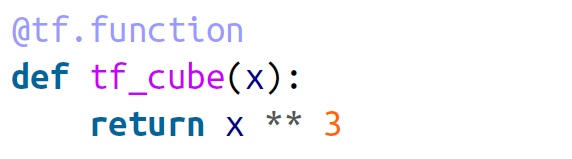 @tf.function
def tf_cube(x):
    return x ** 3